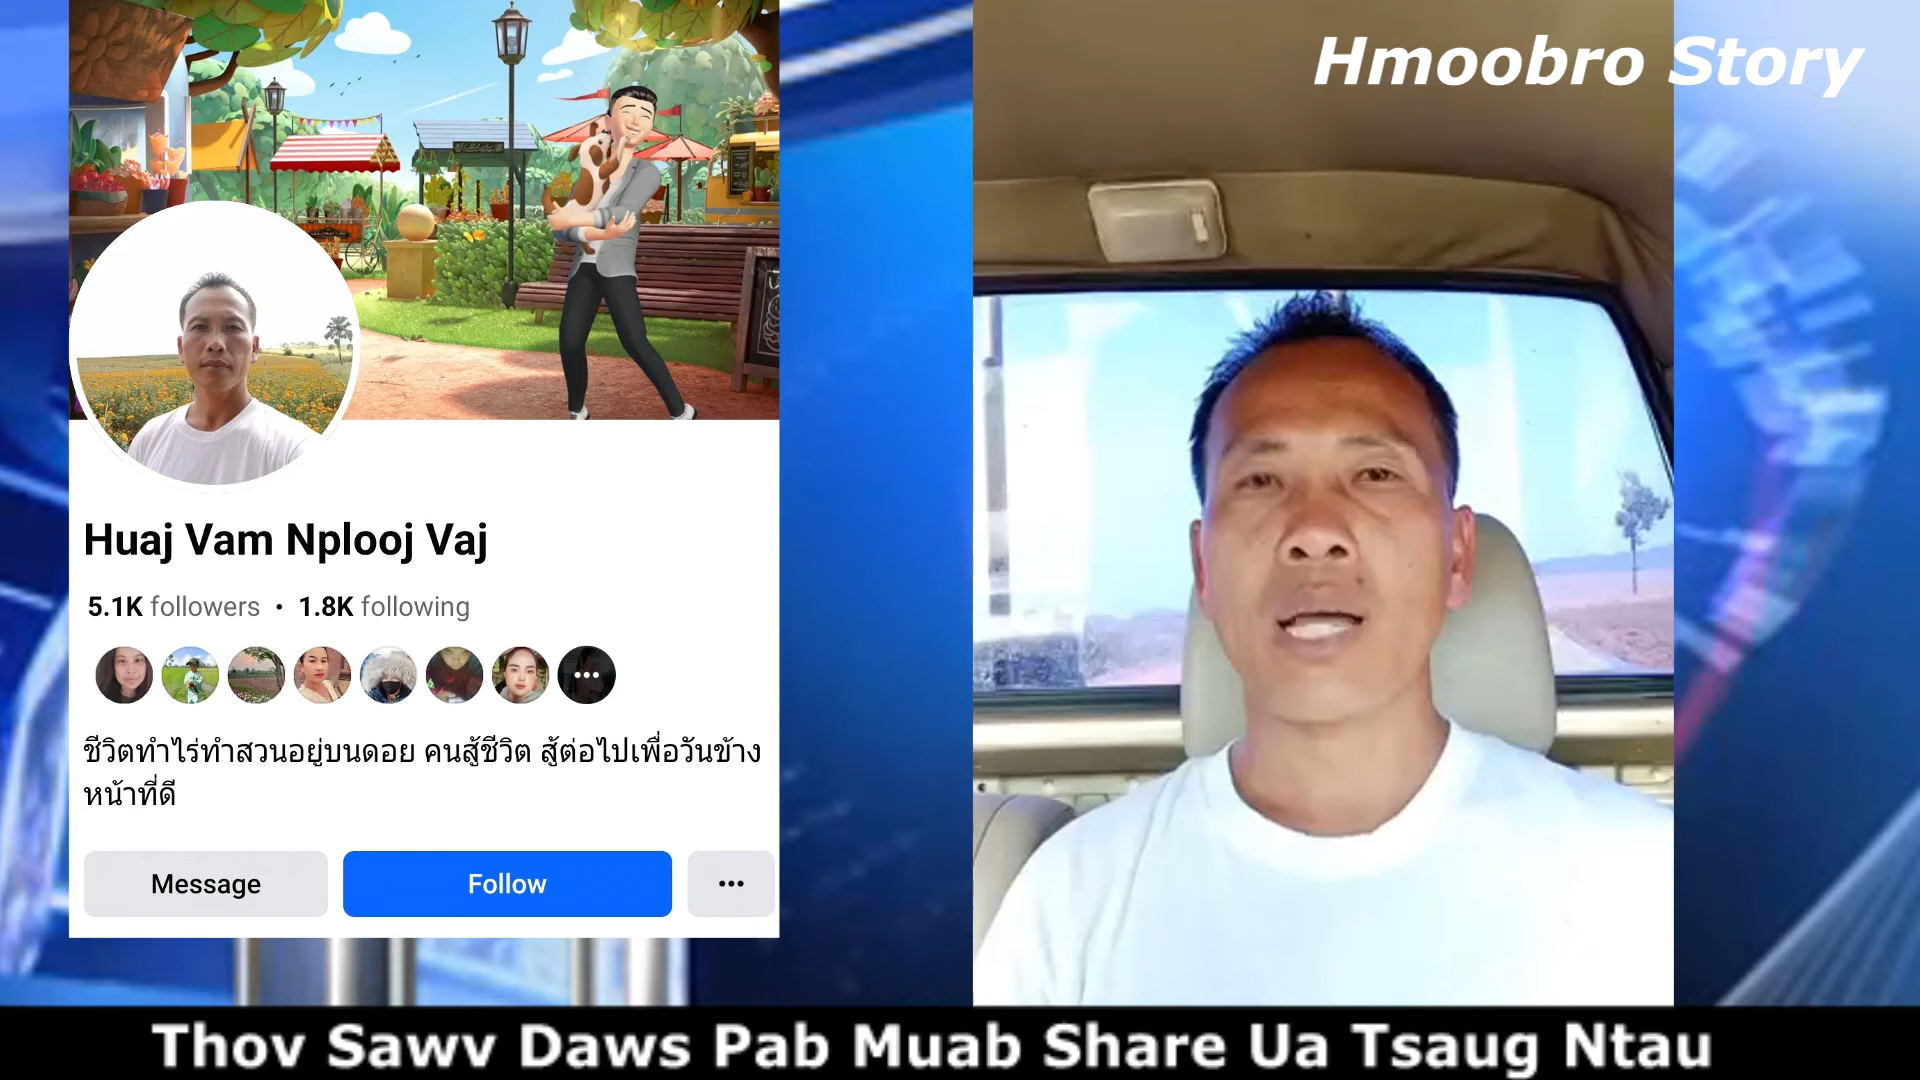 Hmoobro Story
Huaj Vam Nplooj Vaj
5.1K followers • 1.8K following
ชีวิตทำไร่ทำสวนอยู่บนดอย คนสู้ชีวิต สู้ต่อไปเพื่อวันข้าง
หน้าที่ดี
Message
Follow
Thov Sawv Daws Pab Muab Share Ua Tsaug Ntau